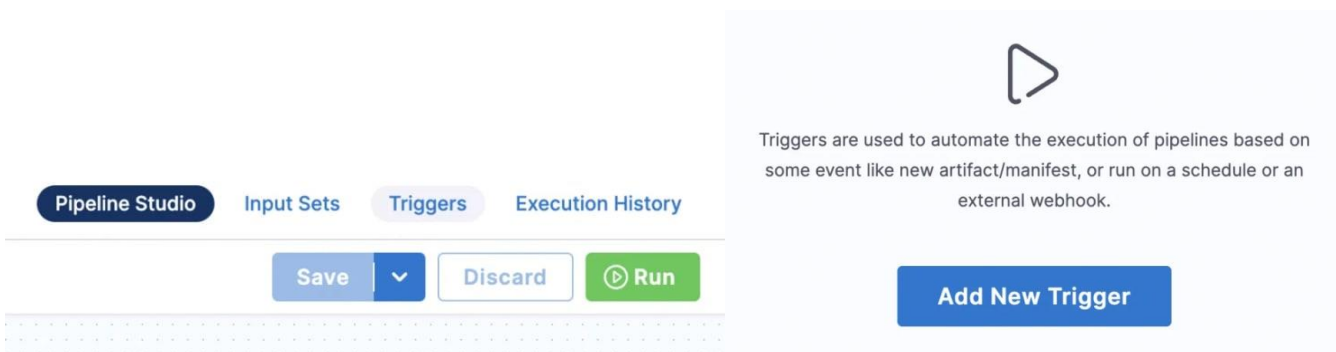 Pipeline Studio Input Sets Triggers Execution History
Save Discard Run
Triggers are used to automate the execution of pipelines based on
some event like new artifact/manifest, or run on a schedule or an
external webhook.
Add New Trigger